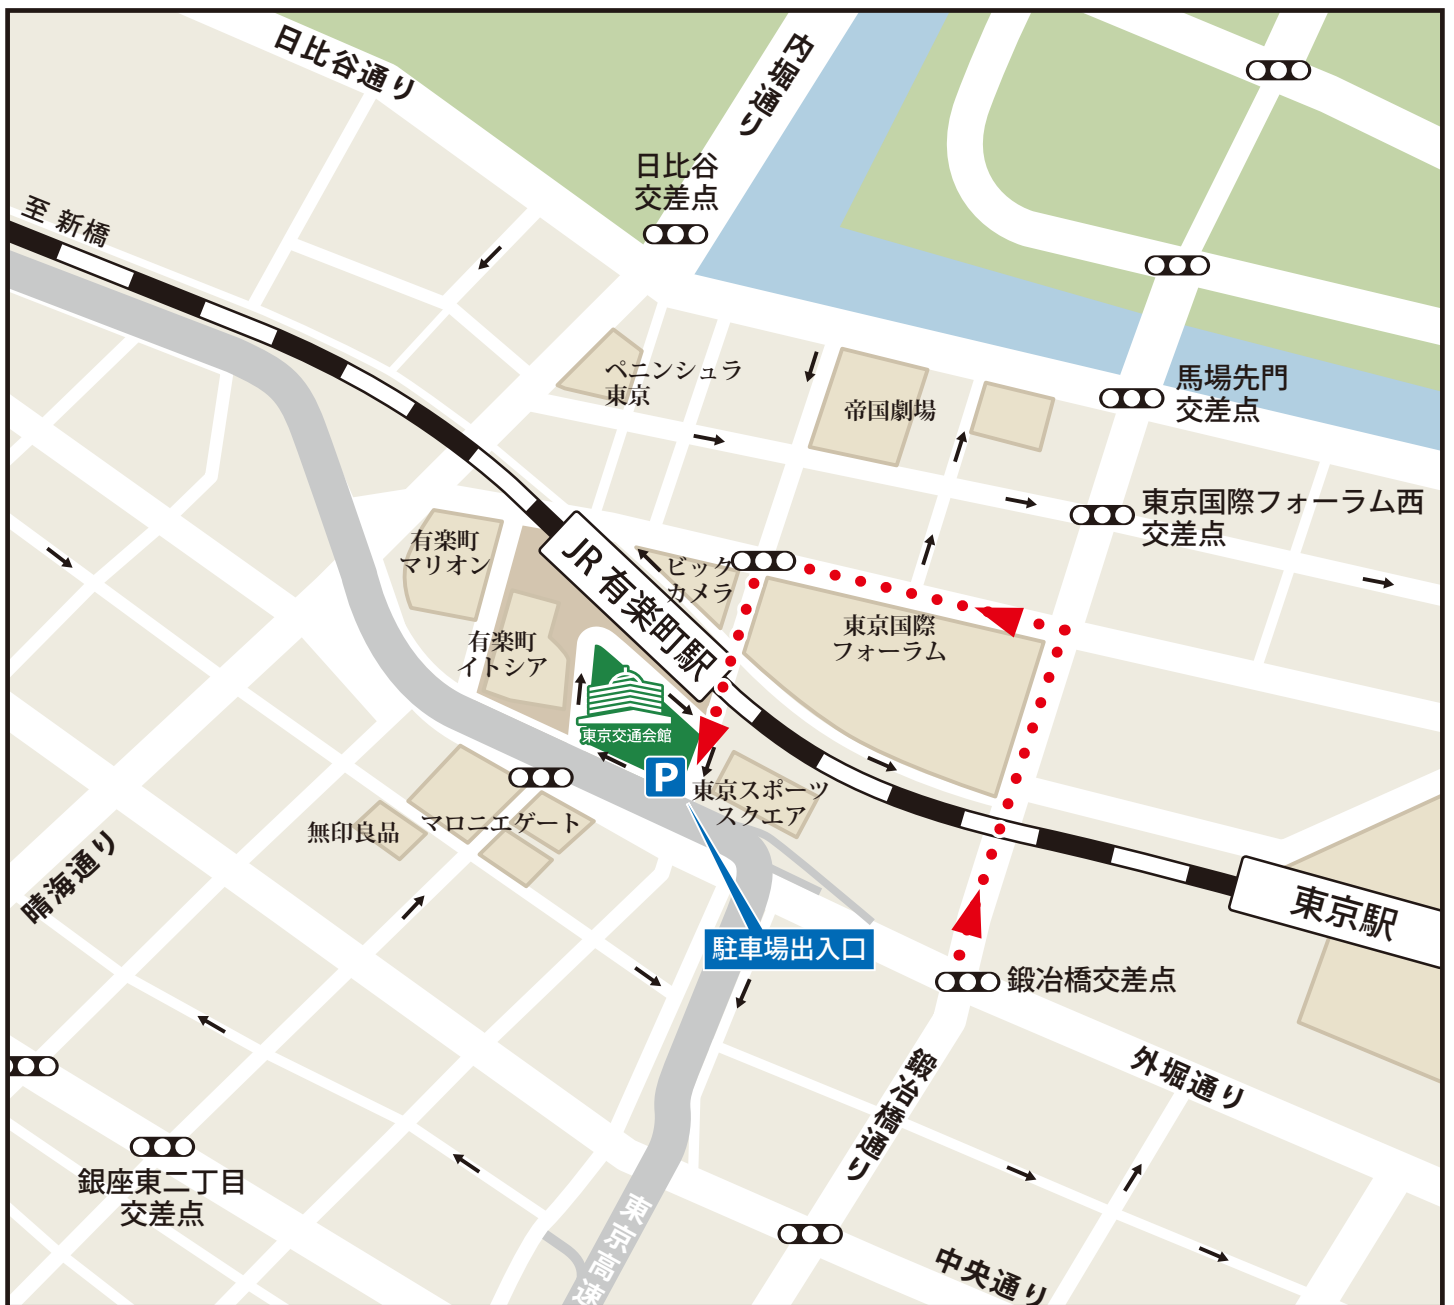 日比谷通り
内堀通り
日比谷
交差点
至 新橋
ペニンシュラ
東京
帝国劇場
馬場先門
交差点
東京国際フォーラム西
交差点
有楽町
マリオン
JR 有楽町駅
ビック
カメラ
東京国際
フォーラム
有楽町
イトシア
東京交通会館
P
東京スポーツ
スクエア
無印良品
マロニエゲート
晴海通り
東京駅
駐車場出入口
鍛冶橋交差点
鍛冶橋通り
外堀通り
銀座東二丁目
交差点
東京高速
中央通り